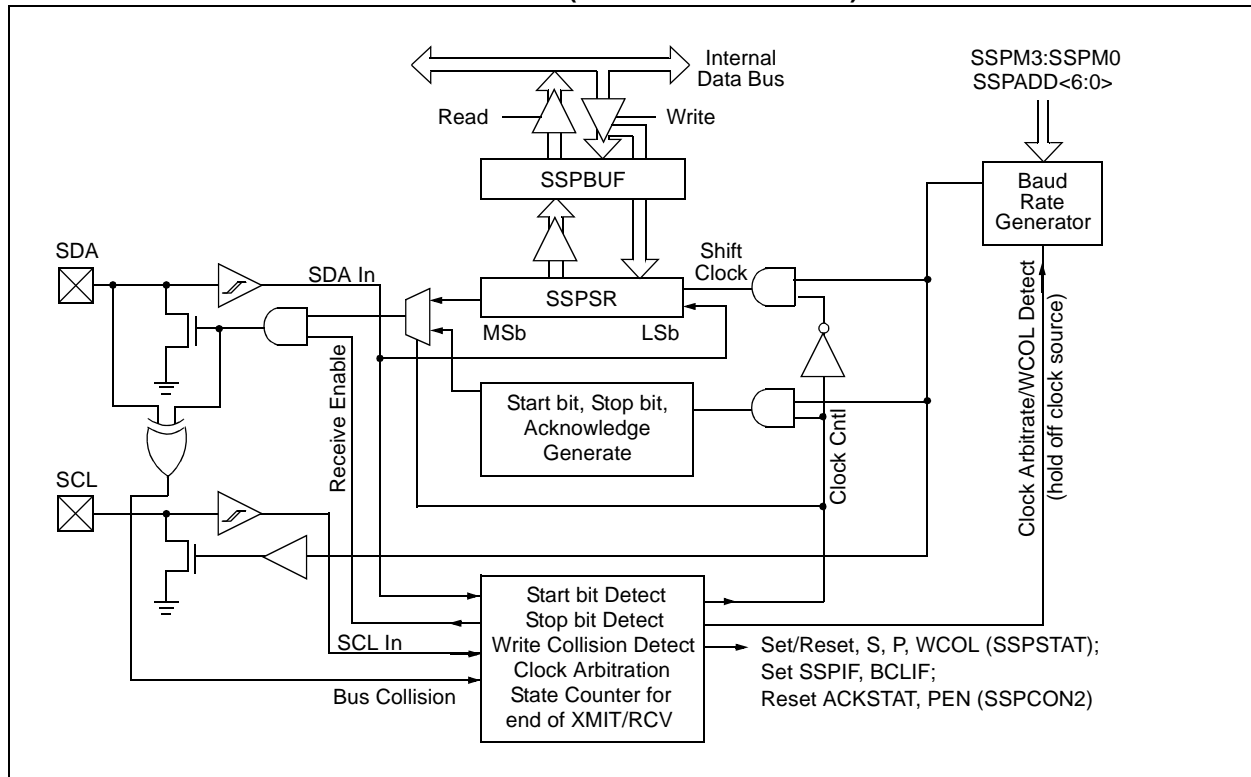 Internal
Data Bus
SSPM3:SSPM0
SSPADD<6:0>
Read
Write
SSPBUF
Baud
Rate
Generator
SDA
SDA In
Shift
Clock
SSPSR
MSb
LSb
Start bit, Stop bit,
Acknowledge
Generate
Receive Enable
Clock Cntl
Clock Arbitrate/WCOL Detect
(hold off clock source)
SCL
SCL In
Bus Collision
Start bit Detect
Stop bit Detect
Write Collision Detect
Clock Arbitration
State Counter for
end of XMIT/RCV
Set/Reset, S, P, WCOL (SSPSTAT);
Set SSPIF, BCLIF;
Reset ACKSTAT, PEN (SSPCON2)